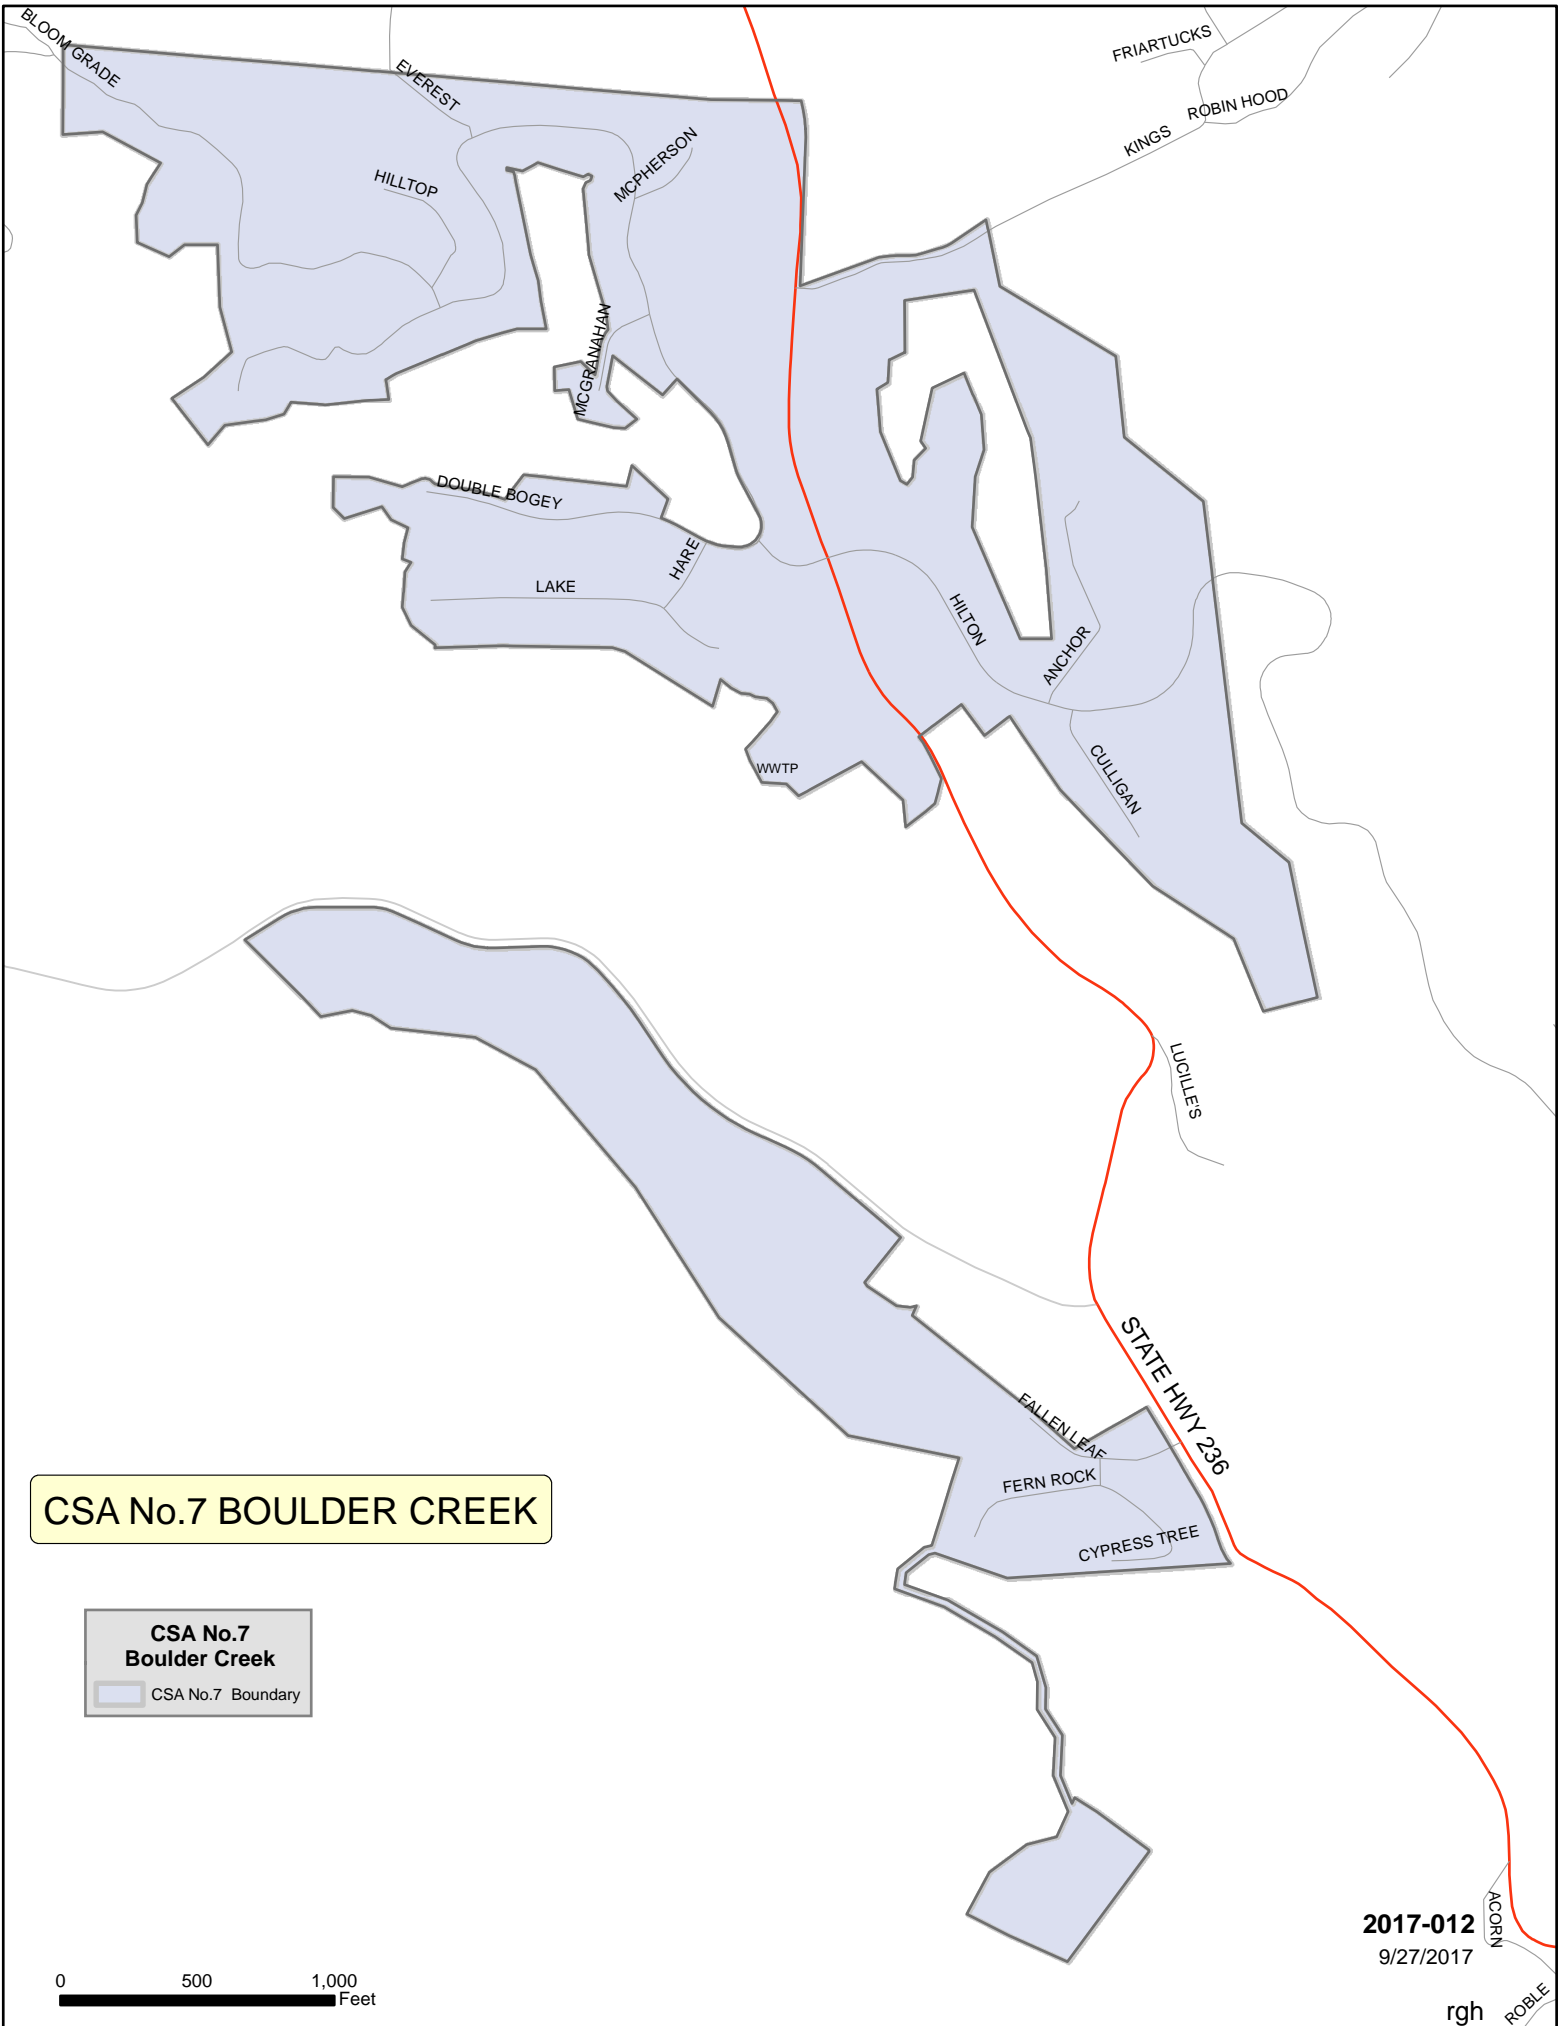 BLOOM GRADE
EVEREST
FRIARTUCKS
ROBIN HOOD
KINGS
MCPHERSON
HILLTOP
MCGRANAHAN
DOUBLE BOGEY
HARE
LAKE
HILTON
ANCHOR
CULLIGAN
WWTP
LUCILLE'S
STATE HWY 236
FALLEN LEAF
FERN ROCK
CYPRESS TREE
CSA No.7 BOULDER CREEK
CSA No.7
Boulder Creek
CSA No.7 Boundary
ACORN
2017-012
9/27/2017
0 500 1,000
Feet
rgh
ROBLE